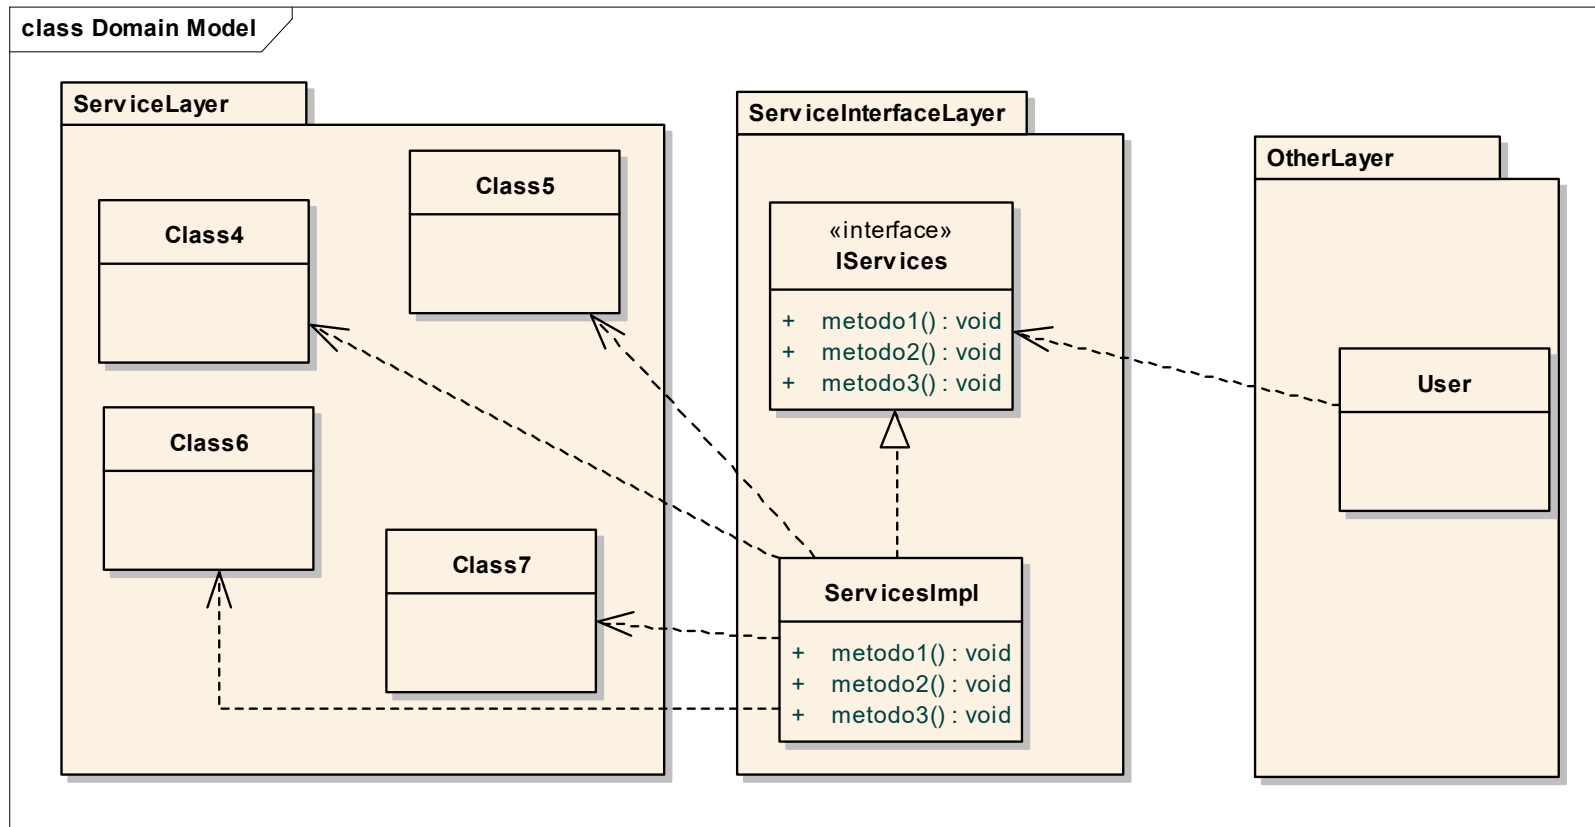 class Domain Model
ServiceLayer
Class5
Class4
Class6
Class7
ServiceInterfaceLayer
«interface»
IServices
+ metodo1() : void
+ metodo2() : void
+ metodo3() : void
ServicesImpl
+ metodo1() : void
+ metodo2() : void
+ metodo3() : void
OtherLayer
User